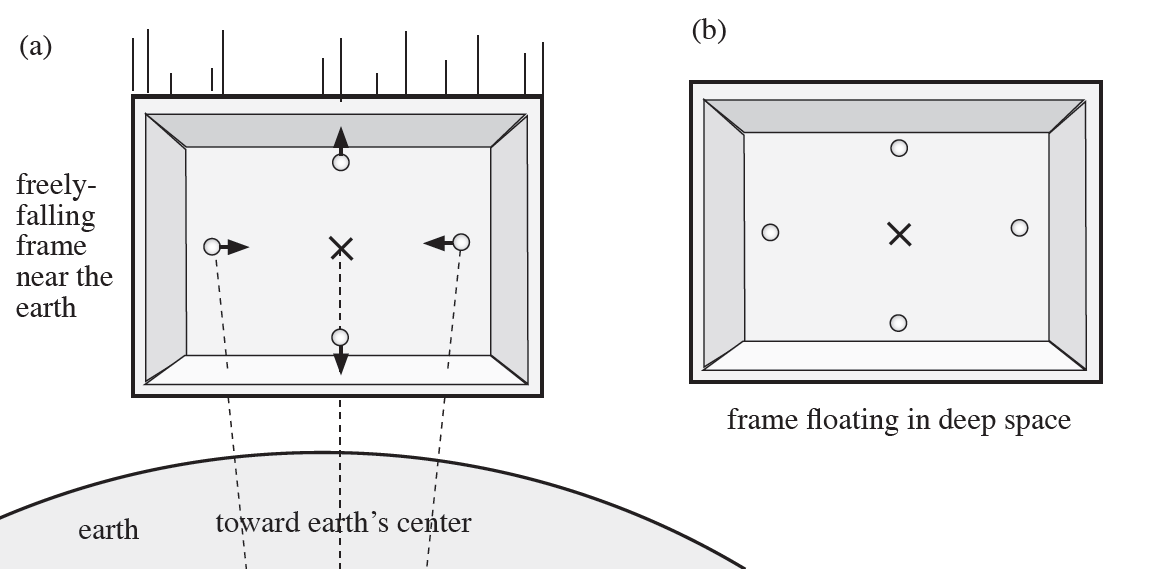 (a)
freely-
falling
frame
near the
earth
earth
toward earth's center
(b)
frame floating in deep space